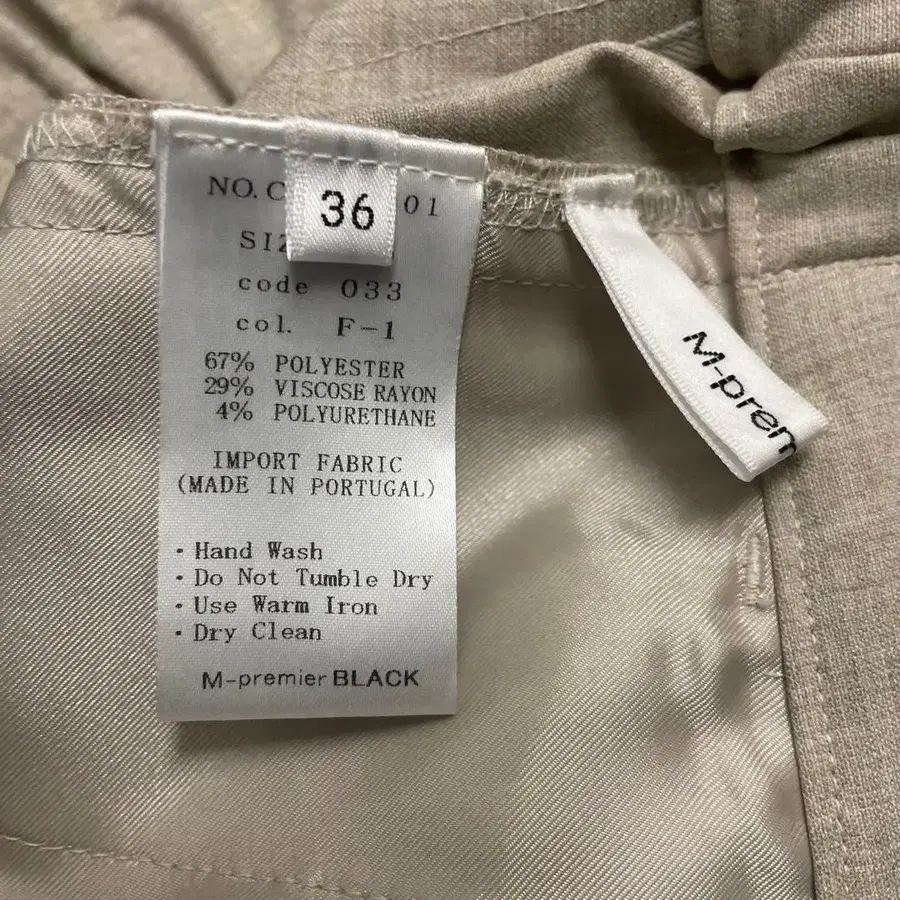 NO. 01
36
code 033
col. F-1
67% POLYESTER
29% VISCOSE RAYON
4% POLYURETHANE
IMPORT FABRIC
(MADE IN PORTUGAL)
· Hand Wash
· Do Not Tumble Dry
· Use Warm Iron
· Dry Clean
M-premier BLACK
M-prem